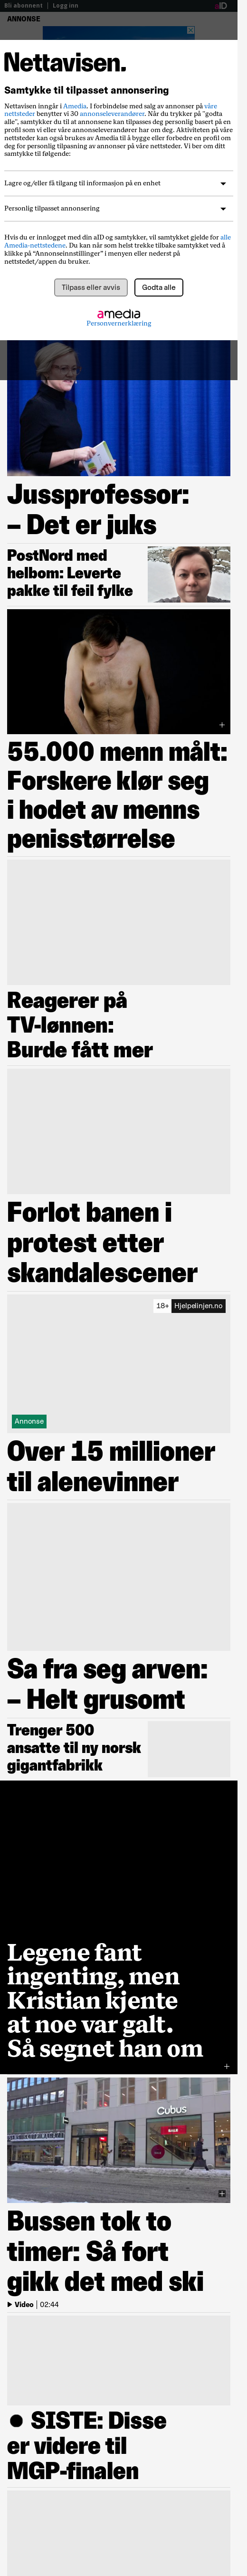 Bli abonnent | Logg inn
aID
ANNONSE
Nettavisen.
Samtykke til tilpasset annonsering
Nettavisen inngår i Amedia. I forbindelse med salg av annonser på våre
nettsteder benytter vi 30 annonseleverandører. Når du trykker på "godta
alle", samtykker du til at annonsene kan tilpasses deg personlig basert på en
profil som vi eller våre annonseleverandører har om deg. Aktiviteten på våre
nettsteder kan også brukes av Amedia til å bygge eller forbedre en profil om
deg for personlig tilpasning av annonser på våre nettsteder. Vi ber om ditt
samtykke til følgende:
Lagre og/eller få tilgang til informasjon på en enhet
Personlig tilpasset annonsering
Hvis du er innlogget med din aID og samtykker, vil samtykket gjelde for alle
Amedia-nettstedene. Du kan når som helst trekke tilbake samtykket ved å
klikke på “Annonseinnstillinger” i menyen eller nederst på
nettstedet/appen du bruker.
Tilpass eller avvis
Godta alle
amedia
Personvernerklæring
Jussprofessor:
– Det er juks
PostNord med
helbom: Leverte
pakke til feil fylke
55.000 menn målt:
Forskere klør seg
i hodet av menns
penisstørrelse
Reagerer på
TV-lønnen:
Burde fått mer
Forlot banen i
protest etter
skandalescener
18+ Hjelpelinjen.no
Annonse
Over 15 millioner
til alenevinner
Sa fra seg arven:
– Helt grusomt
Trenger 500
ansatte til ny norsk
gigantfabrikk
Legene fant
ingenting, men
Kristian kjente
at noe var galt.
Så segnet han om
CUBUS
Bussen tok to
timer: Så fort
gikk det med ski
Video | 02:44
● SISTE: Disse
er videre til
MGP-finalen